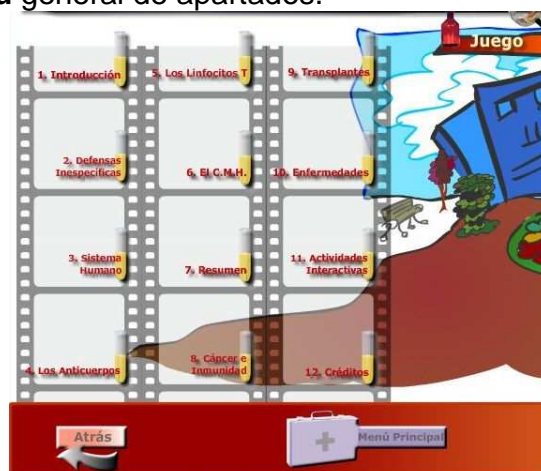 general de apartados.
Juego
1. Introducción
5. Los Linfocitos T
9. Transplantes
2. Defensas
Inespecíficas
6. El C.M.H.
10. Enfermedades
3. Sistema
Humano
7. Resumen
11. Actividades
Interactivas
4. Los Anticuerpos
8. Cáncer e
Inmunidad
12. Créditos
Atrás
Menú Principal